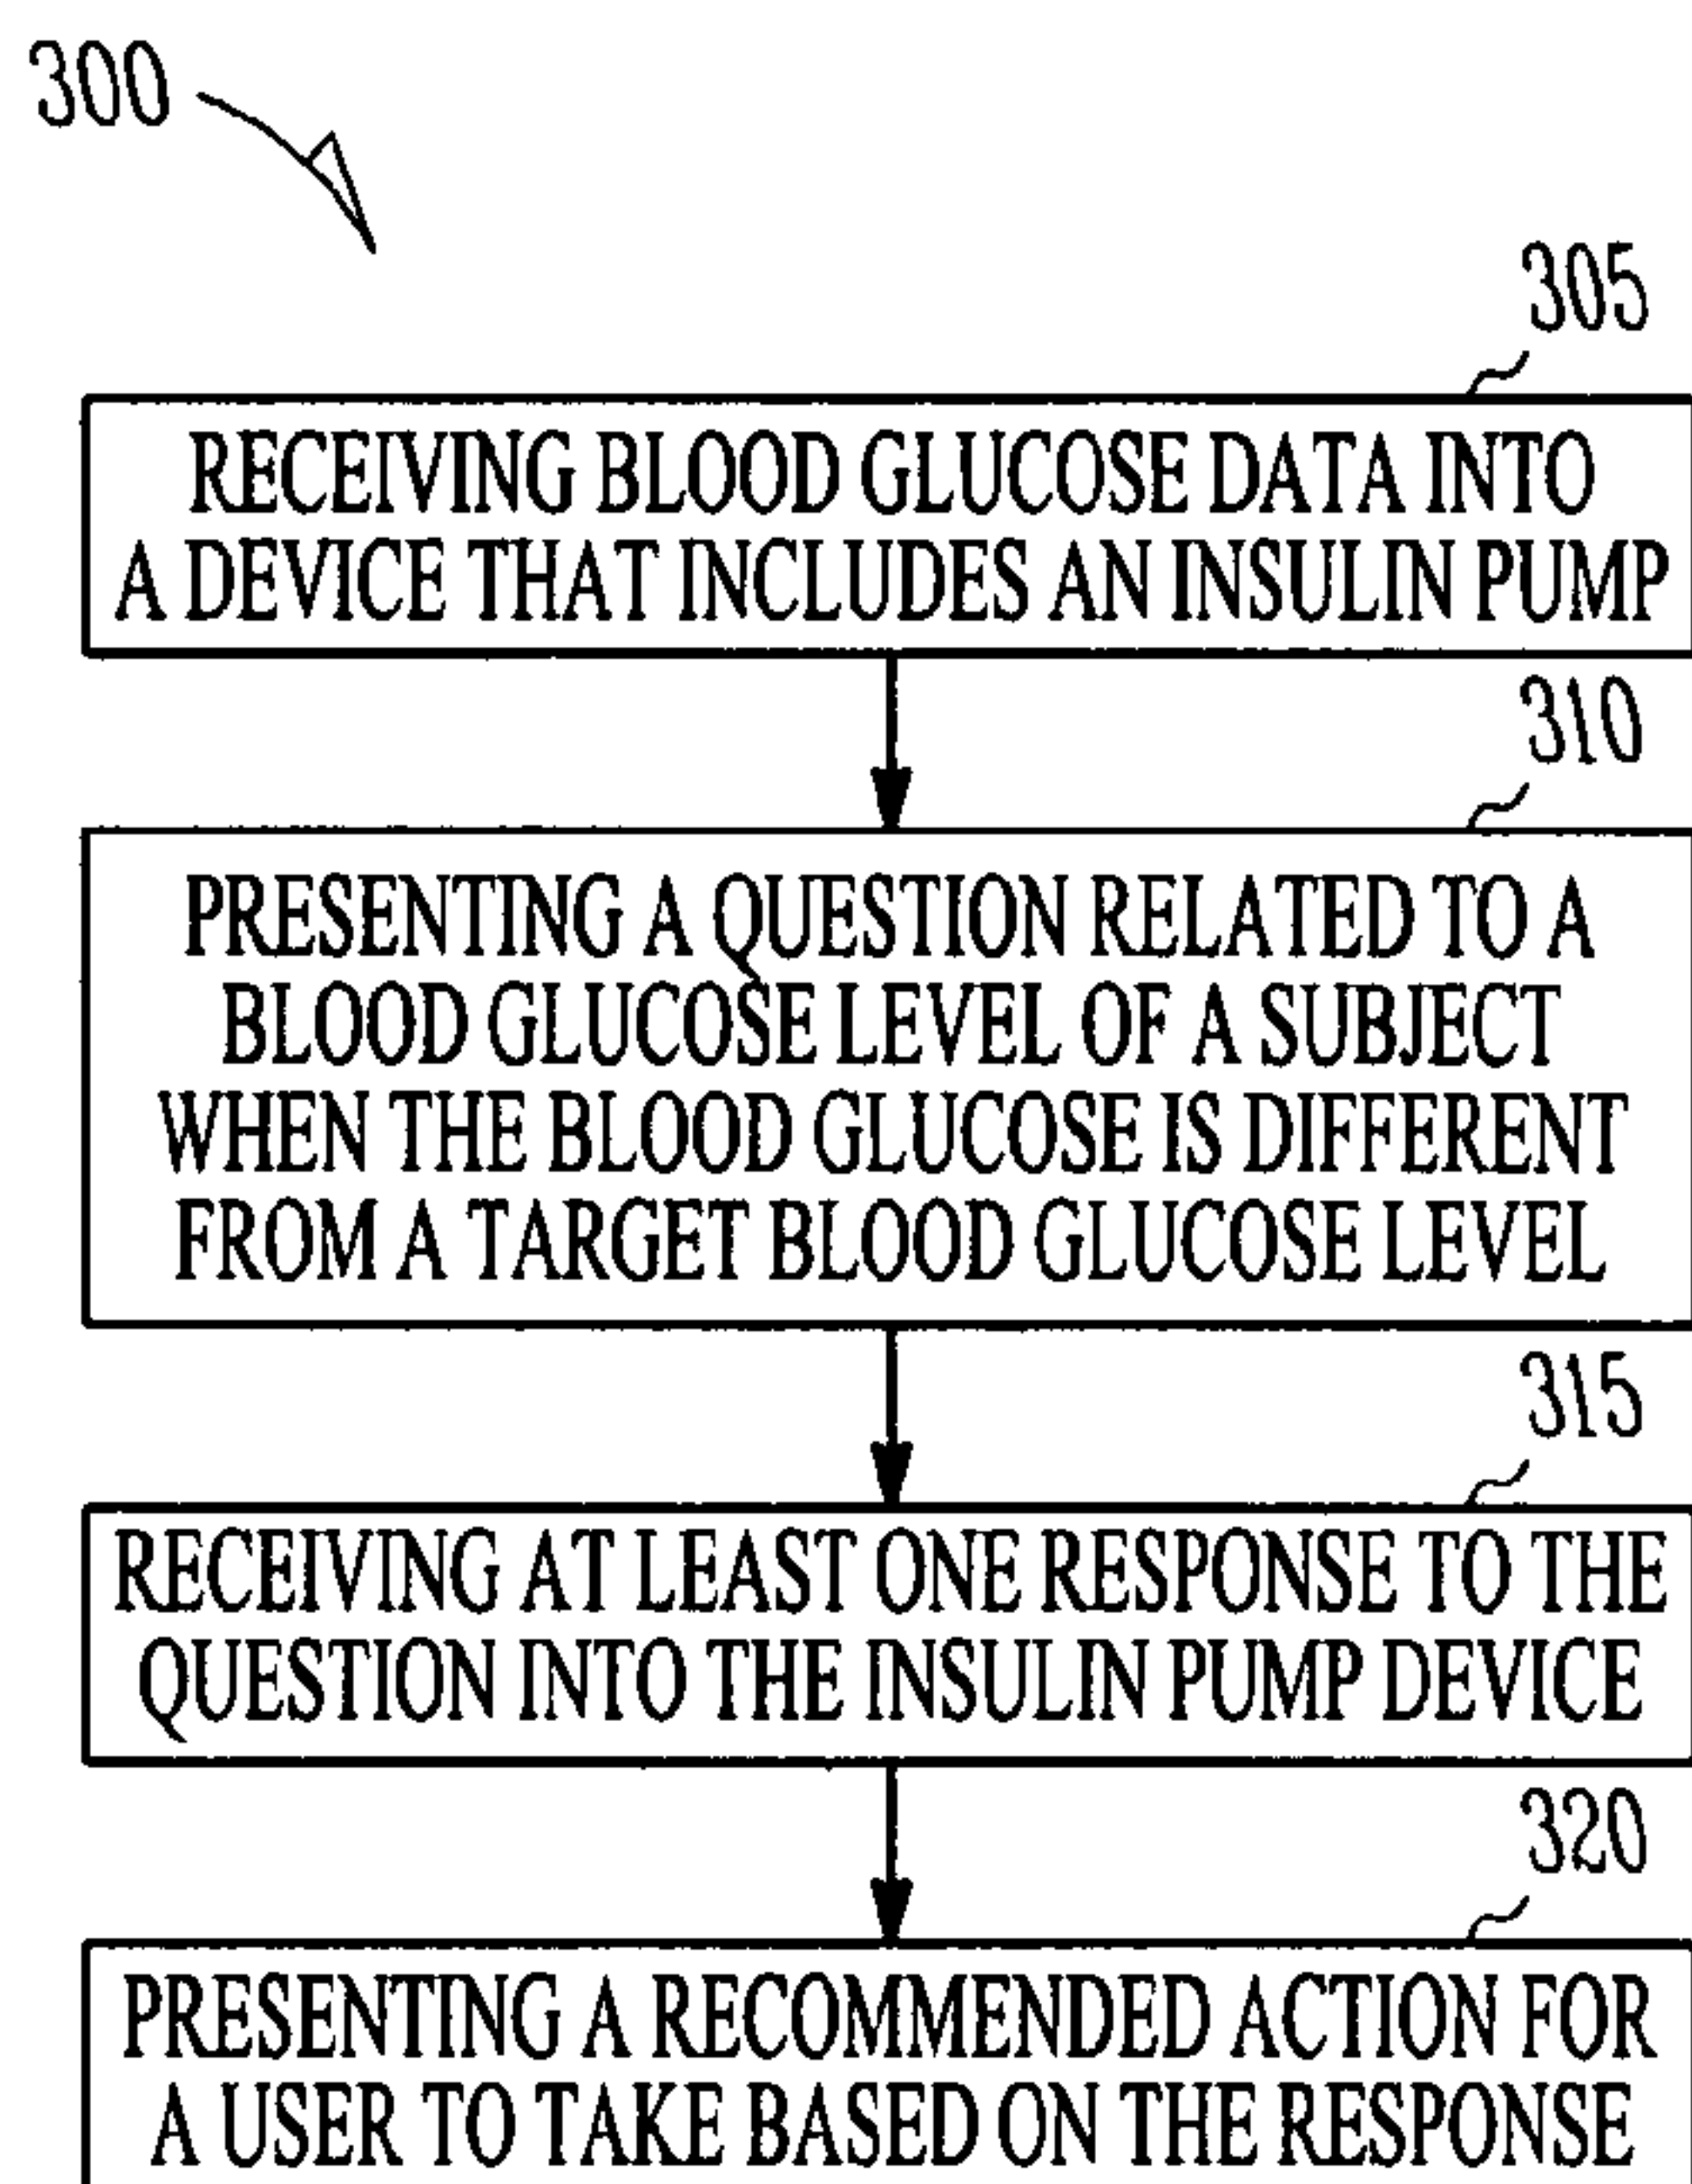 300
305
RECEIVING BLOOD GLUCOSE DATA INTO
A DEVICE THAT INCLUDES AN INSULIN PUMP
310
PRESENTING A QUESTION RELATED TO A
BLOOD GLUCOSE LEVEL OF A SUBJECT
WHEN THE BLOOD GLUCOSE IS DIFFERENT
FROM A TARGET BLOOD GLUCOSE LEVEL
315
RECEIVING AT LEAST ONE RESPONSE TO THE
QUESTION INTO THE INSULIN PUMP DEVICE
320
PRESENTING A RECOMMENDED ACTION FOR
A USER TO TAKE BASED ON THE RESPONSE